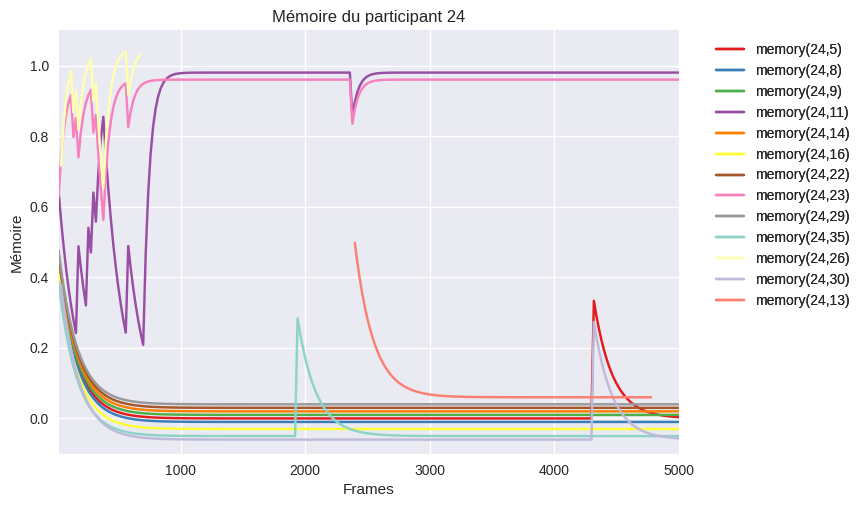 Mémoire du participant 24
1.0
0.8
0.6
0.4
0.2
0.0
Mémoire
1000
2000
3000
4000
5000
Frames
memory(24,5)
memory(24,8)
memory(24,9)
memory(24,11)
memory(24,14)
memory(24,16)
memory(24,22)
memory(24,23)
memory(24,29)
memory(24,35)
memory(24,26)
memory(24,30)
memory(24,13)